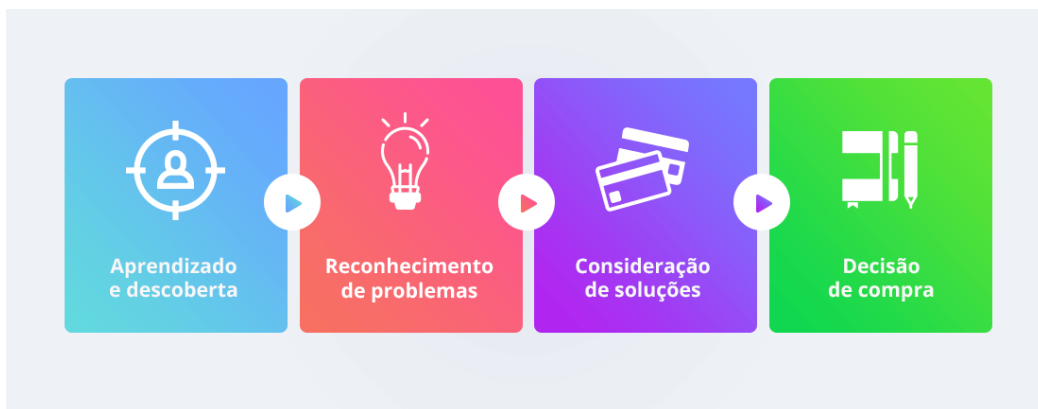 Aprendizado
e descoberta
Reconhecimento
de problemas
Consideração
de soluções
Decisão
de compra